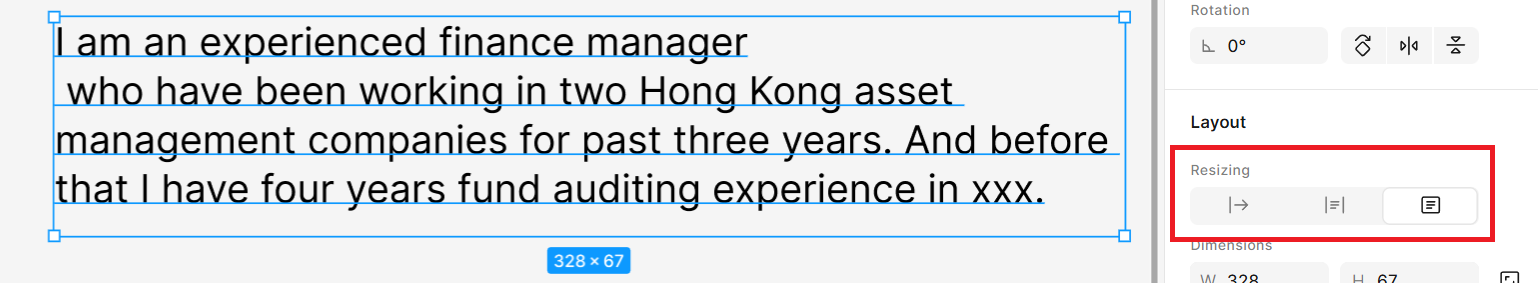 I am an experienced finance manager
who have been working in two Hong Kong asset
management companies for past three years. And before
that I have four years fund auditing experience in xxx.
328 × 67
Rotation
0°
Layout
Resizing
Dimensions
W 328 H 67